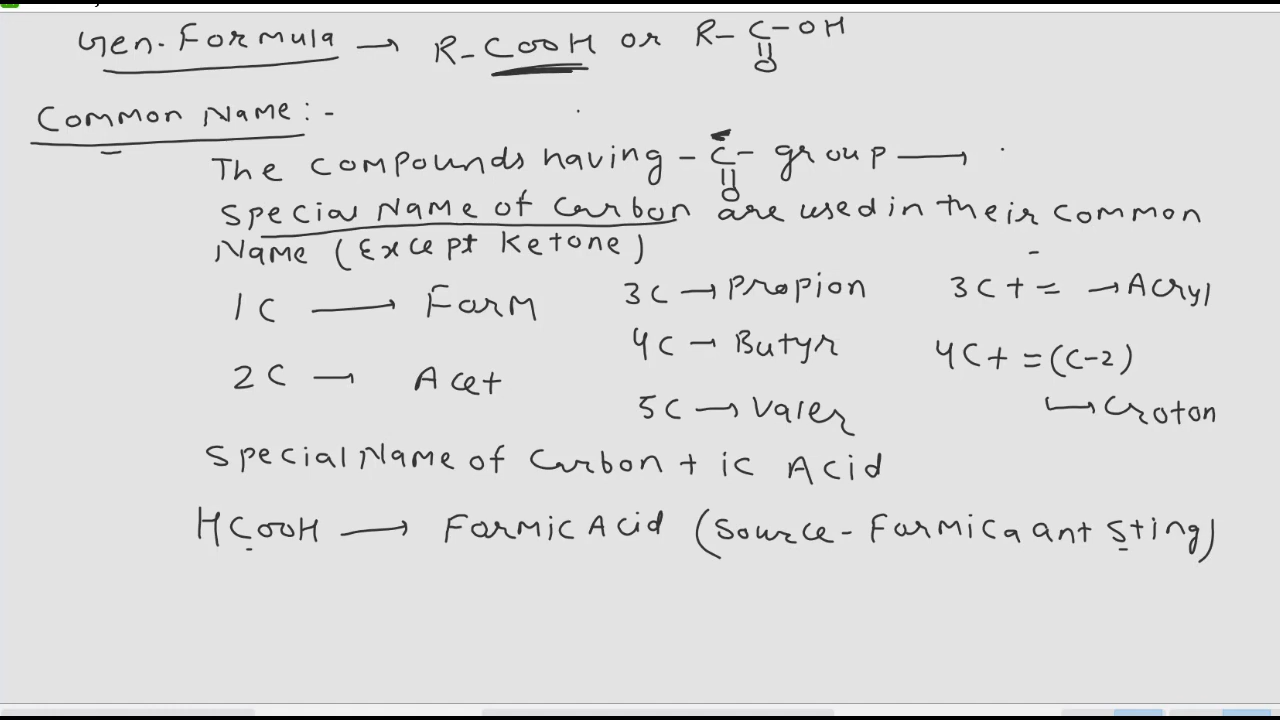 Gen. Formula → R-COOH or R-C-OH
||
O
Common Name :-
The compounds having -C- group →
||
O
Special Name of Carbon are used in their common
Name (Except Ketone)
1C → Form 3C → Propion 3C + = → Acryl
4C → Butyr 4C + = (C-2)
2C → Acet
5C → Valer ↳ Croton
Special Name of Carbon + ic Acid
HCOOH → Formic Acid (Source - Formica ant sting)